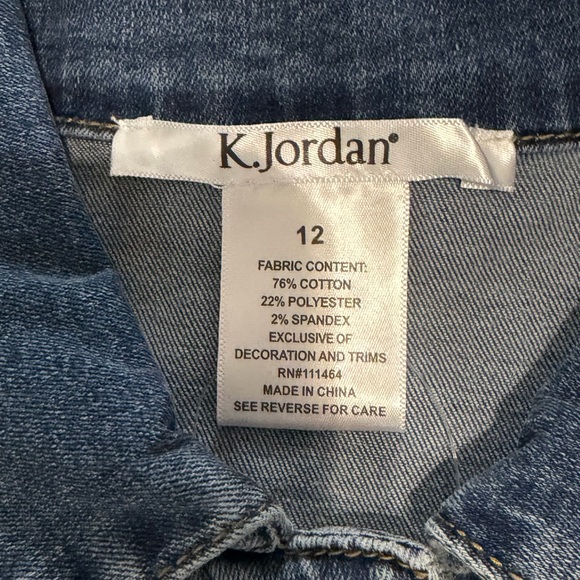 K.Jordan®
12
FABRIC CONTENT:
76% COTTON
22% POLYESTER
2% SPANDEX
EXCLUSIVE OF
DECORATION AND TRIMS
RN#111464
MADE IN CHINA
SEE REVERSE FOR CARE